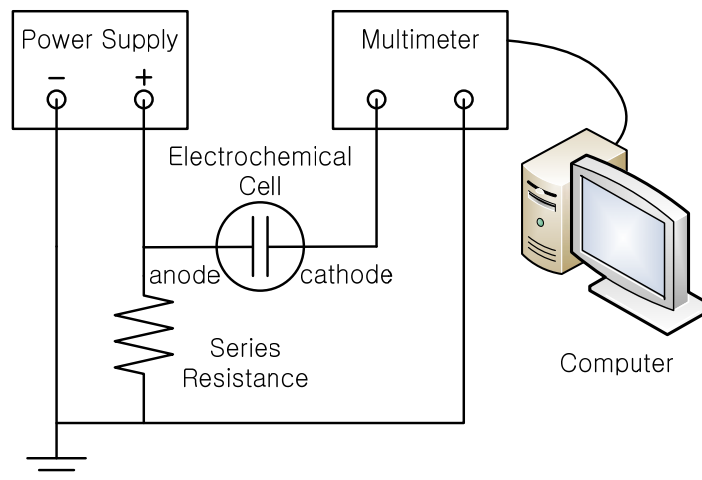 Power Supply
− +
Multimeter
Electrochemical
Cell
anode cathode
Series
Resistance
Computer